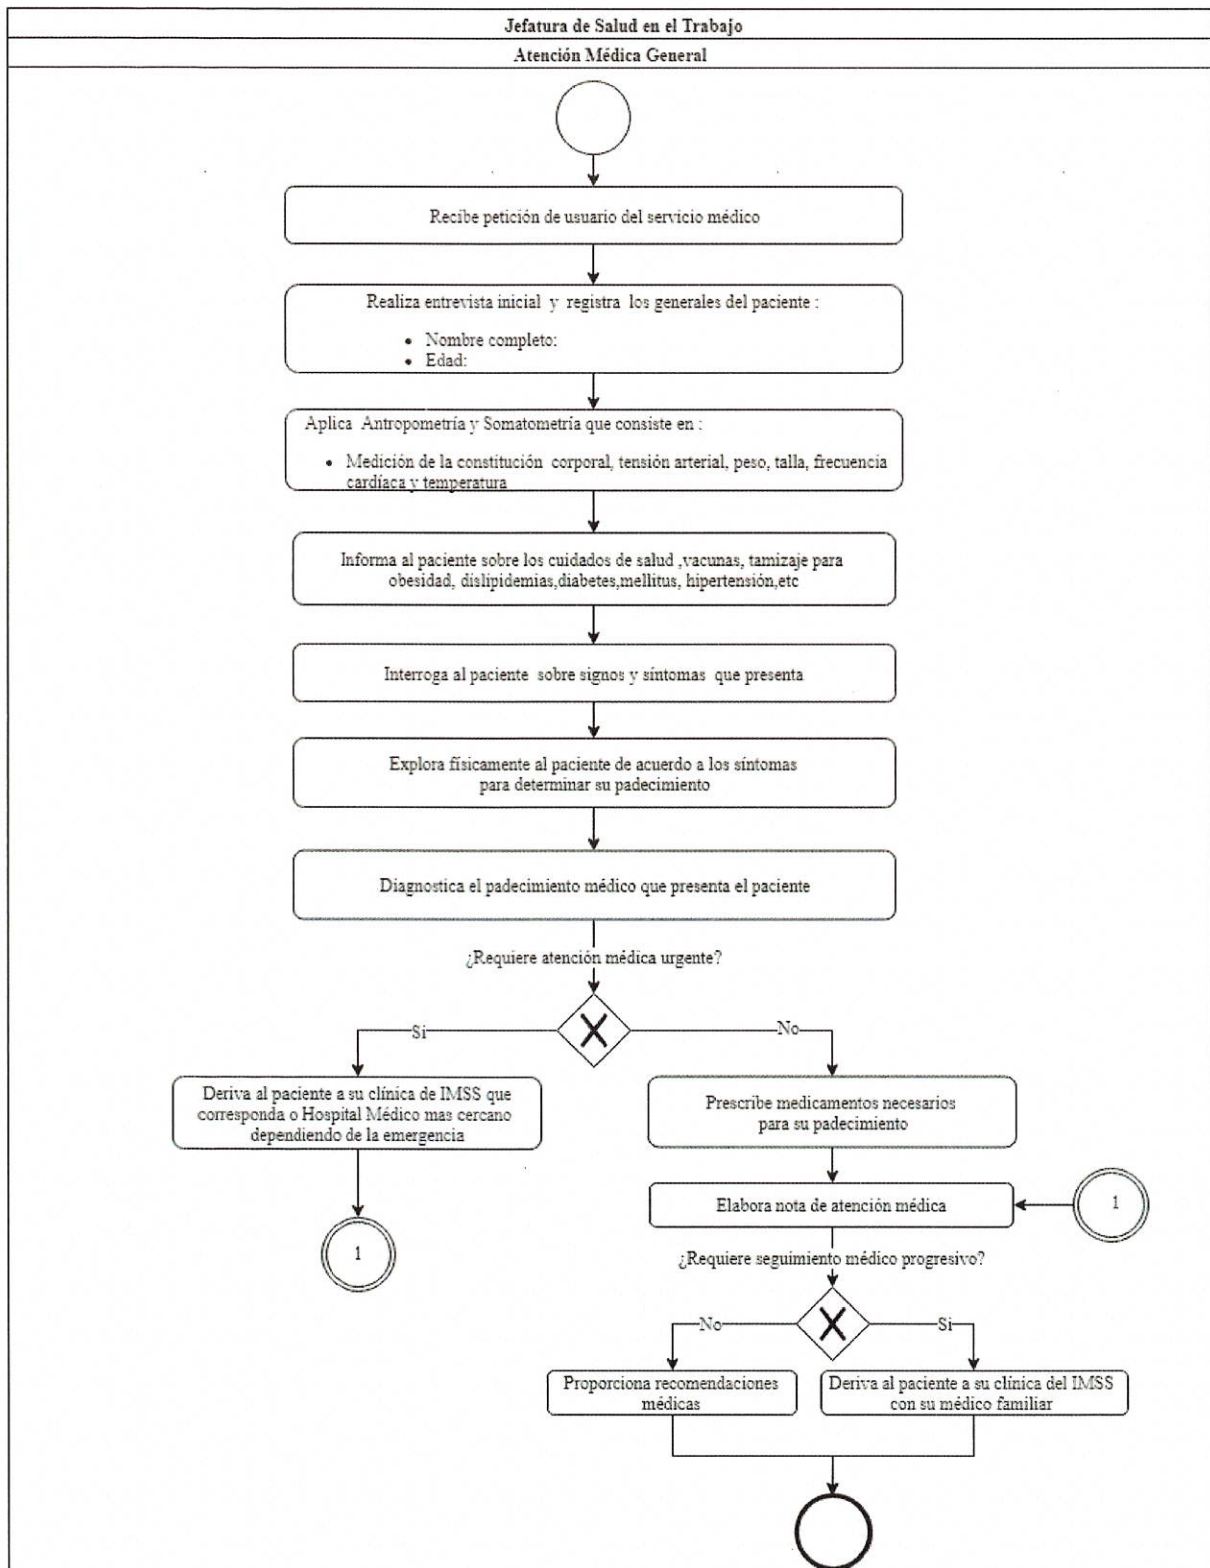 Jefatura de Salud en el Trabajo
Atención Médica General
Recibe petición de usuario del servicio médico
Realiza entrevista inicial y registra los generales del paciente :
• Nombre completo:
• Edad:
Aplica Antropometría y Somatometría que consiste en :
• Medición de la constitución corporal, tensión arterial, peso, talla, frecuencia
cardíaca y temperatura
Informa al paciente sobre los cuidados de salud ,vacunas, tamizaje para
obesidad, dislipidemias,diabetes,mellitus, hipertensión,etc
Interroga al paciente sobre signos y síntomas que presenta
Explora físicamente al paciente de acuerdo a los síntomas
para determinar su padecimiento
Diagnostica el padecimiento médico que presenta el paciente
¿Requiere atención médica urgente?
Si
No
Deriva al paciente a su clínica de IMSS que
corresponda o Hospital Médico mas cercano
dependiendo de la emergencia
Prescribe medicamentos necesarios
para su padecimiento
Elabora nota de atención médica
1
1
¿Requiere seguimiento médico progresivo?
No
Si
Proporciona recomendaciones
médicas
Deriva al paciente a su clínica del IMSS
con su médico familiar